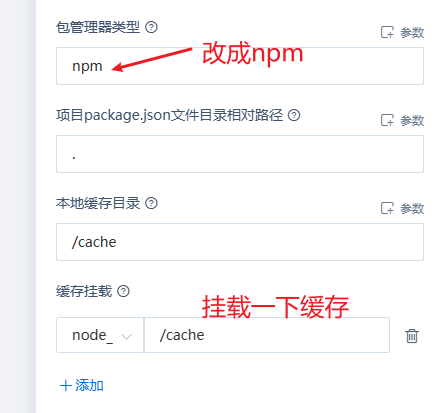 包管理器类型
参数
npm
改成npm
项目package.json文件目录相对路径
参数
.
本地缓存目录
参数
/cache
缓存挂载
挂载一下缓存
node_
/cache
添加